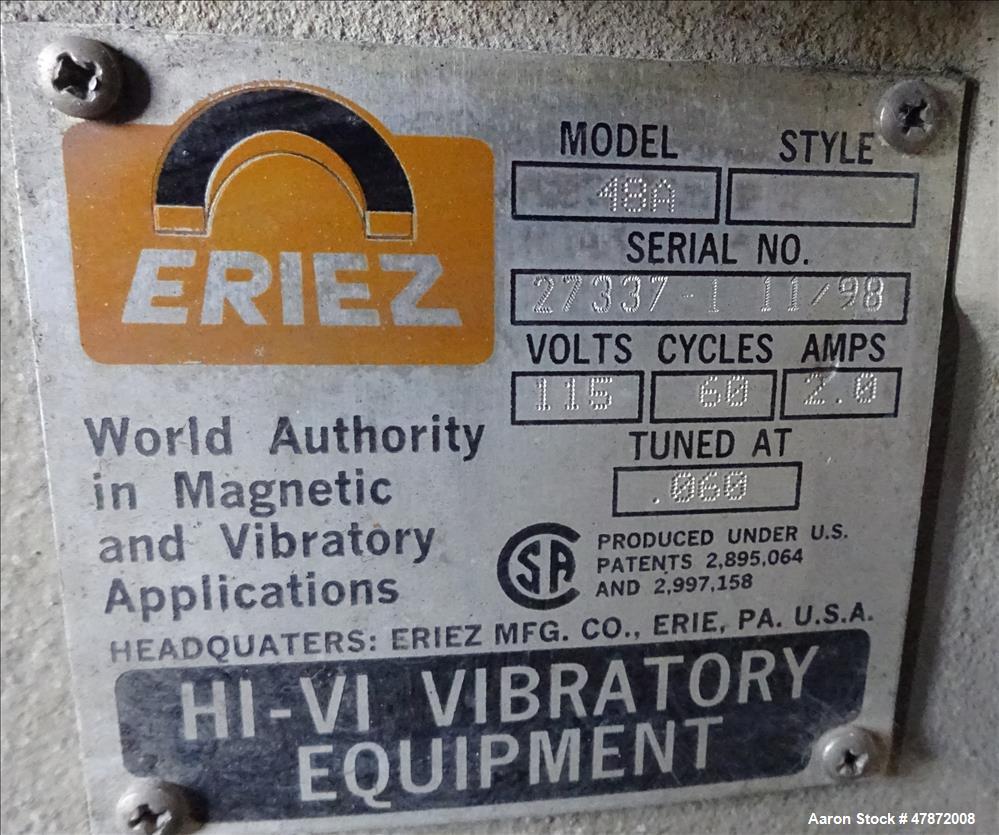 ERIEZ
MODEL STYLE
48A
SERIAL NO.
27337-1 11/98
VOLTS CYCLES AMPS
115 60 2.0
TUNED AT
.060
World Authority
in Magnetic
and Vibratory
Applications
CSA
PRODUCED UNDER U.S.
PATENTS 2,895,064
AND 2,997,158
HEADQUATERS: ERIEZ MFG. CO., ERIE, PA. U.S.A.
HI-VI VIBRATORY
EQUIPMENT
Aaron Stock # 47872008